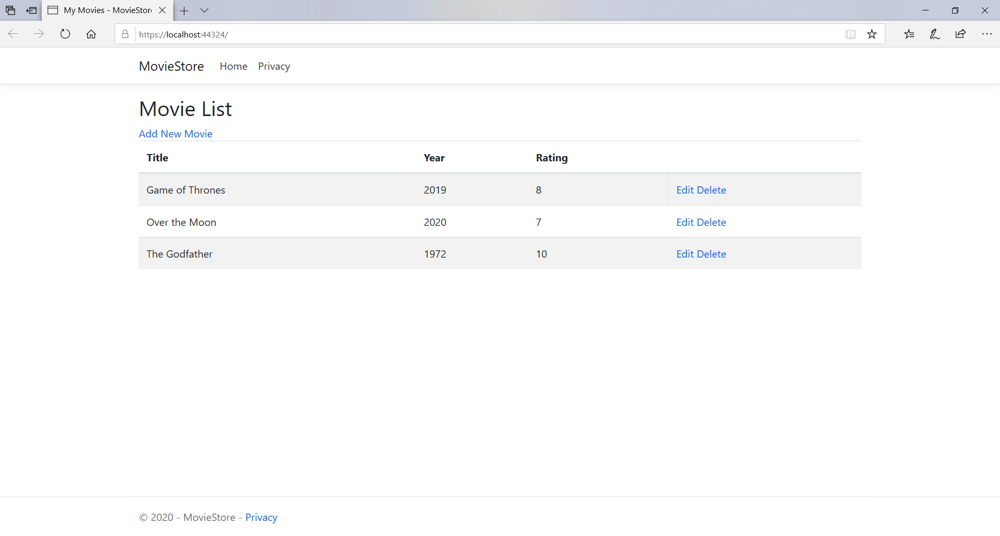 My Movies - MovieStor
https://localhost:44324/
MovieStore Home Privacy
Movie List
Add New Movie
Title Year Rating
Game of Thrones 2019 8 Edit Delete
Over the Moon 2020 7 Edit Delete
The Godfather 1972 10 Edit Delete
© 2020 - MovieStore - Privacy